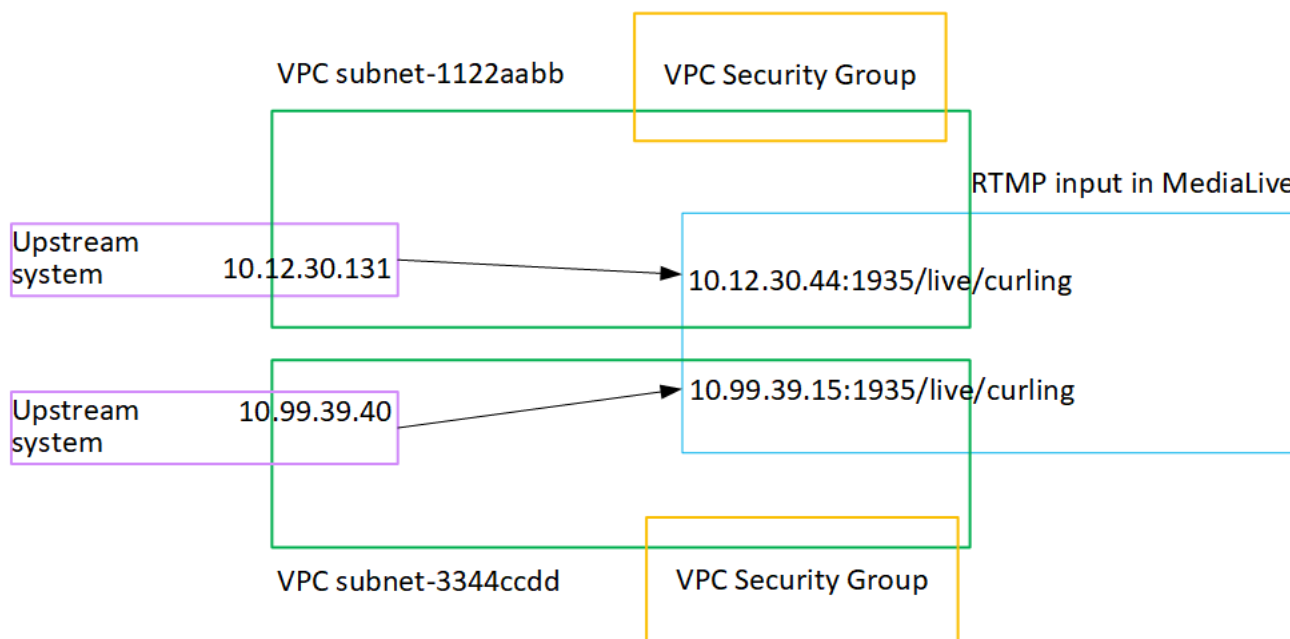 VPC subnet-1122aabb
VPC Security Group
RTMP input in MediaLive
Upstream
system
10.12.30.131
10.12.30.44:1935/live/curling
Upstream
system
10.99.39.40
10.99.39.15:1935/live/curling
VPC subnet-3344ccdd
VPC Security Group